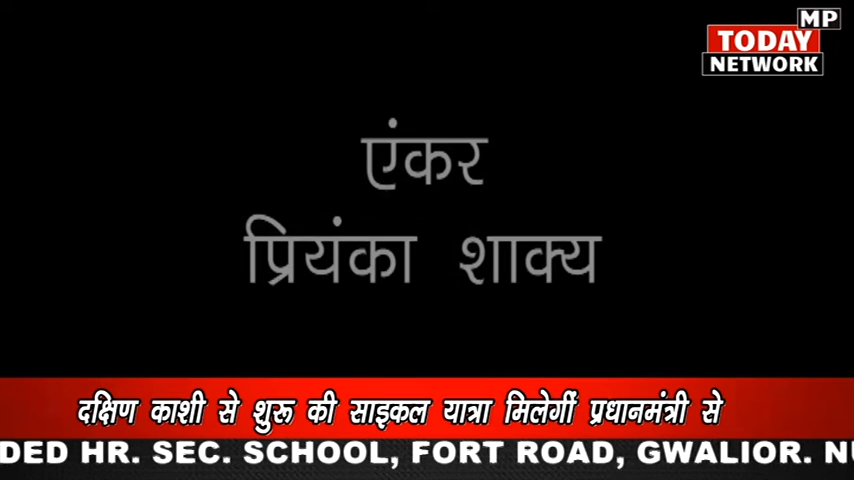 MP
TODAY
NETWORK
एंकर
प्रियंका शाक्य
दक्षिण काशी से शुरू की साइकल यात्रा मिलेगीं प्रधानमंत्री से
HR. SEC. SCHOOL, FORT ROAD, GWALIOR.